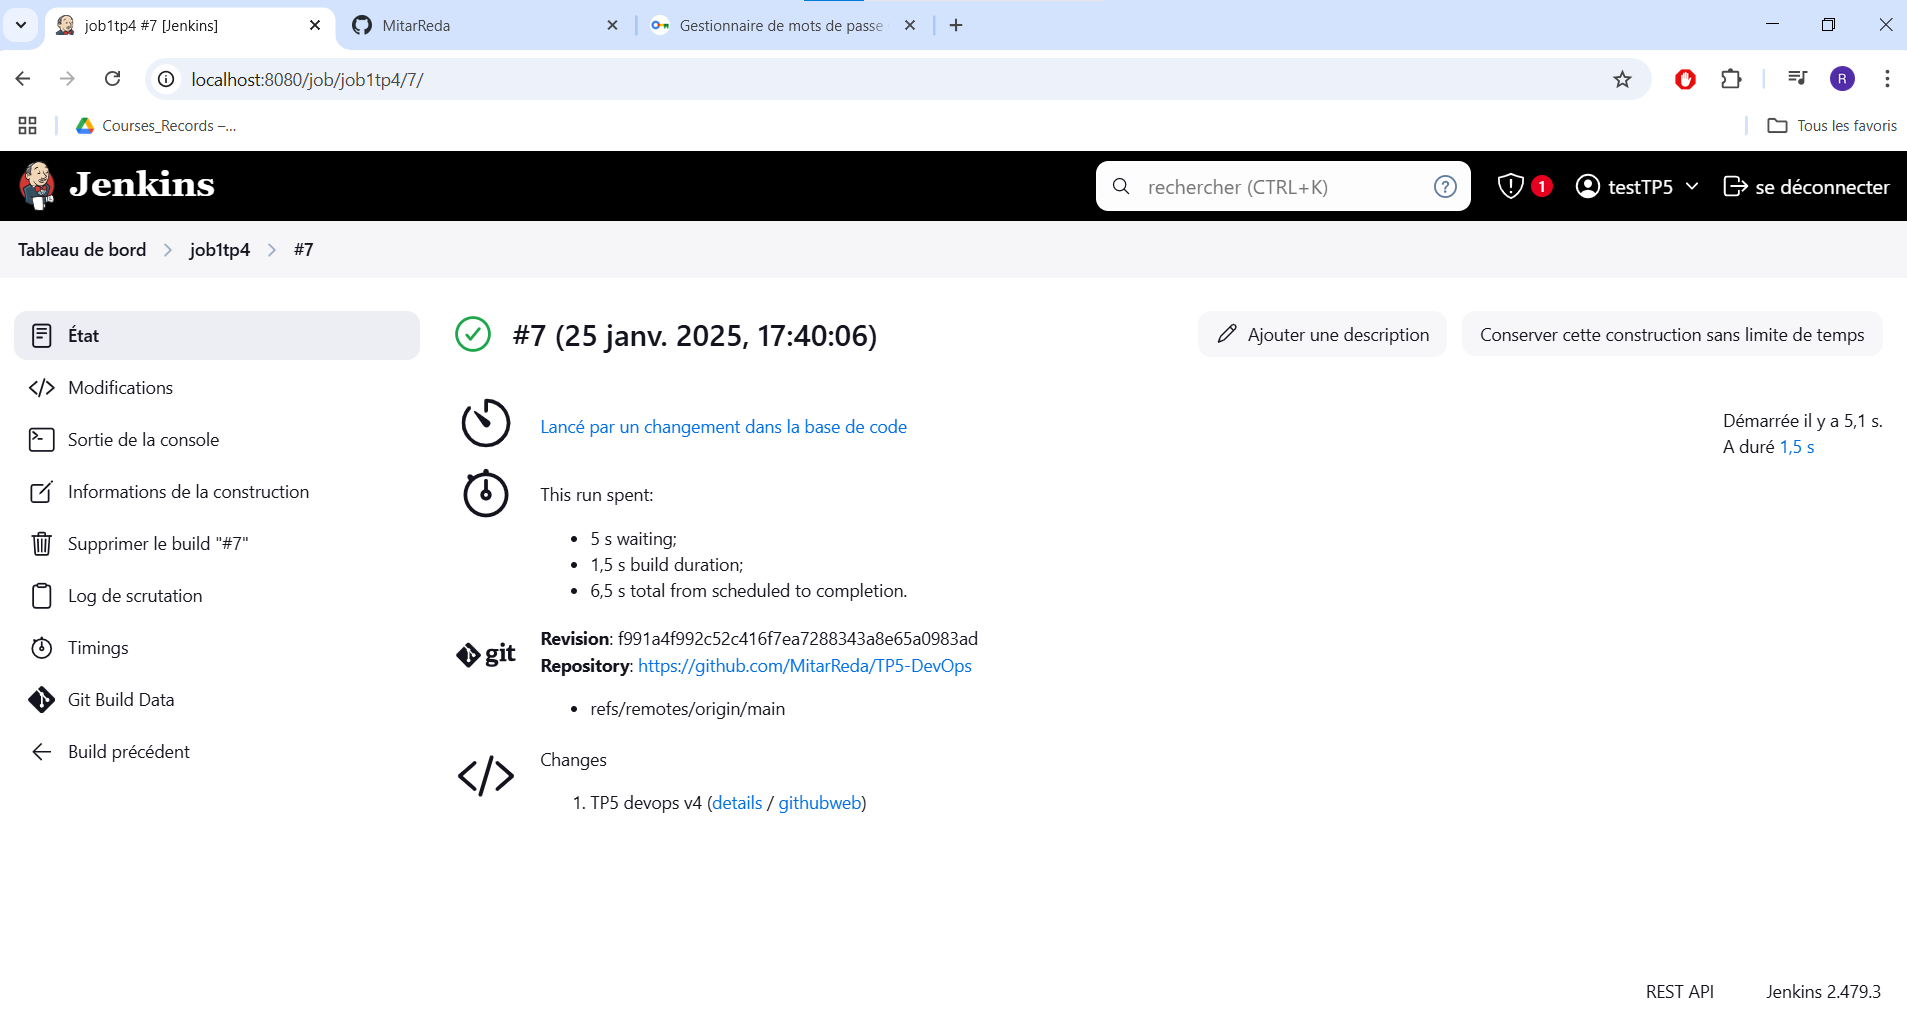 job1tp4 #7 [Jenkins]
MitarReda
Gestionnaire de mots de passe
localhost:8080/job/job1tp4/7/
R
Courses_Records –...
Tous les favoris
Jenkins
rechercher (CTRL+K)
?
1
testTP5
se déconnecter
Tableau de bord
job1tp4
#7
État
Modifications
Sortie de la console
Informations de la construction
Supprimer le build "#7"
Log de scrutation
Timings
Git Build Data
Build précédent
#7 (25 janv. 2025, 17:40:06)
Ajouter une description
Conserver cette construction sans limite de temps
Démarrée il y a 5,1 s.
A duré 1,5 s
Lancé par un changement dans la base de code
This run spent:
5 s waiting;
1,5 s build duration;
6,5 s total from scheduled to completion.
git
Revision: f991a4f992c52c416f7ea7288343a8e65a0983ad
Repository: https://github.com/MitarReda/TP5-DevOps
refs/remotes/origin/main
Changes
1. TP5 devops v4 (details / githubweb)
REST API
Jenkins 2.479.3